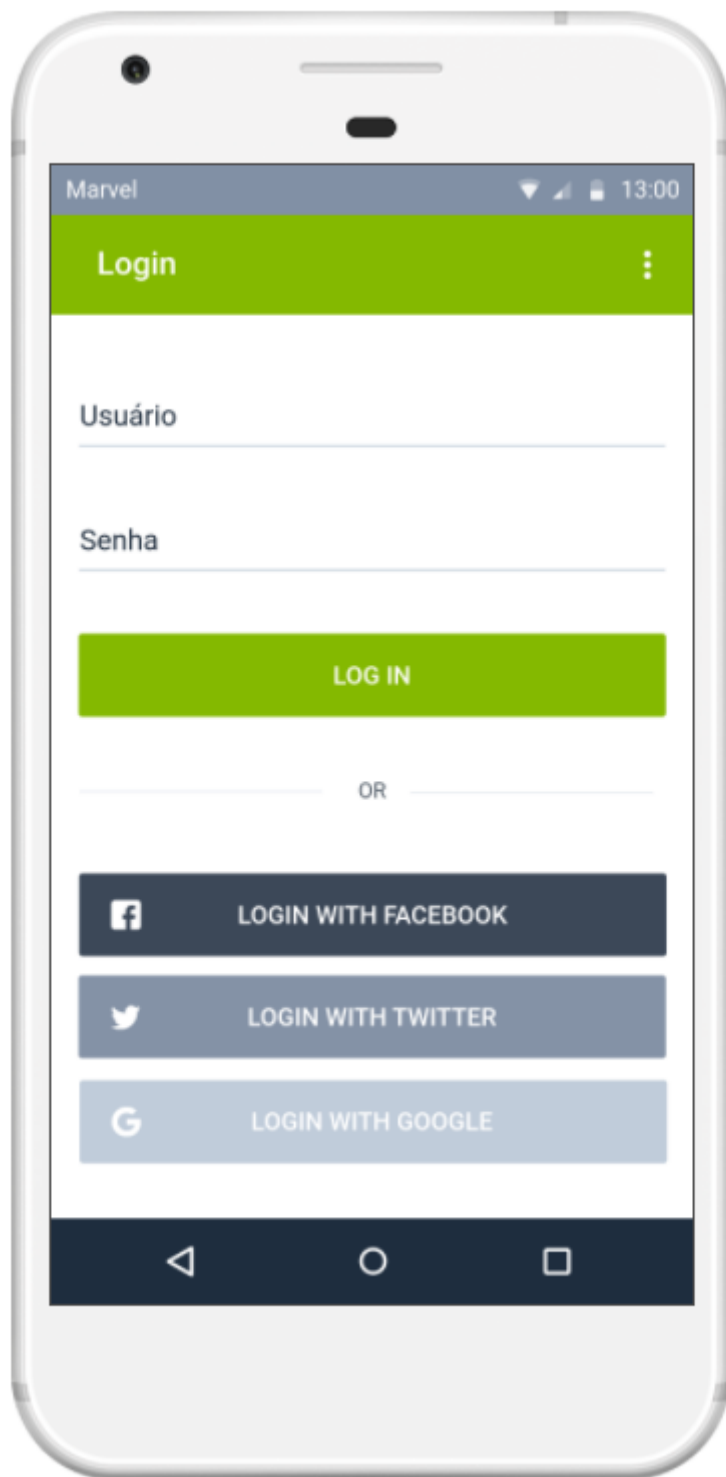 Marvel 13:00
Login
Usuário
Senha
LOG IN
OR
LOGIN WITH FACEBOOK
LOGIN WITH TWITTER
LOGIN WITH GOOGLE